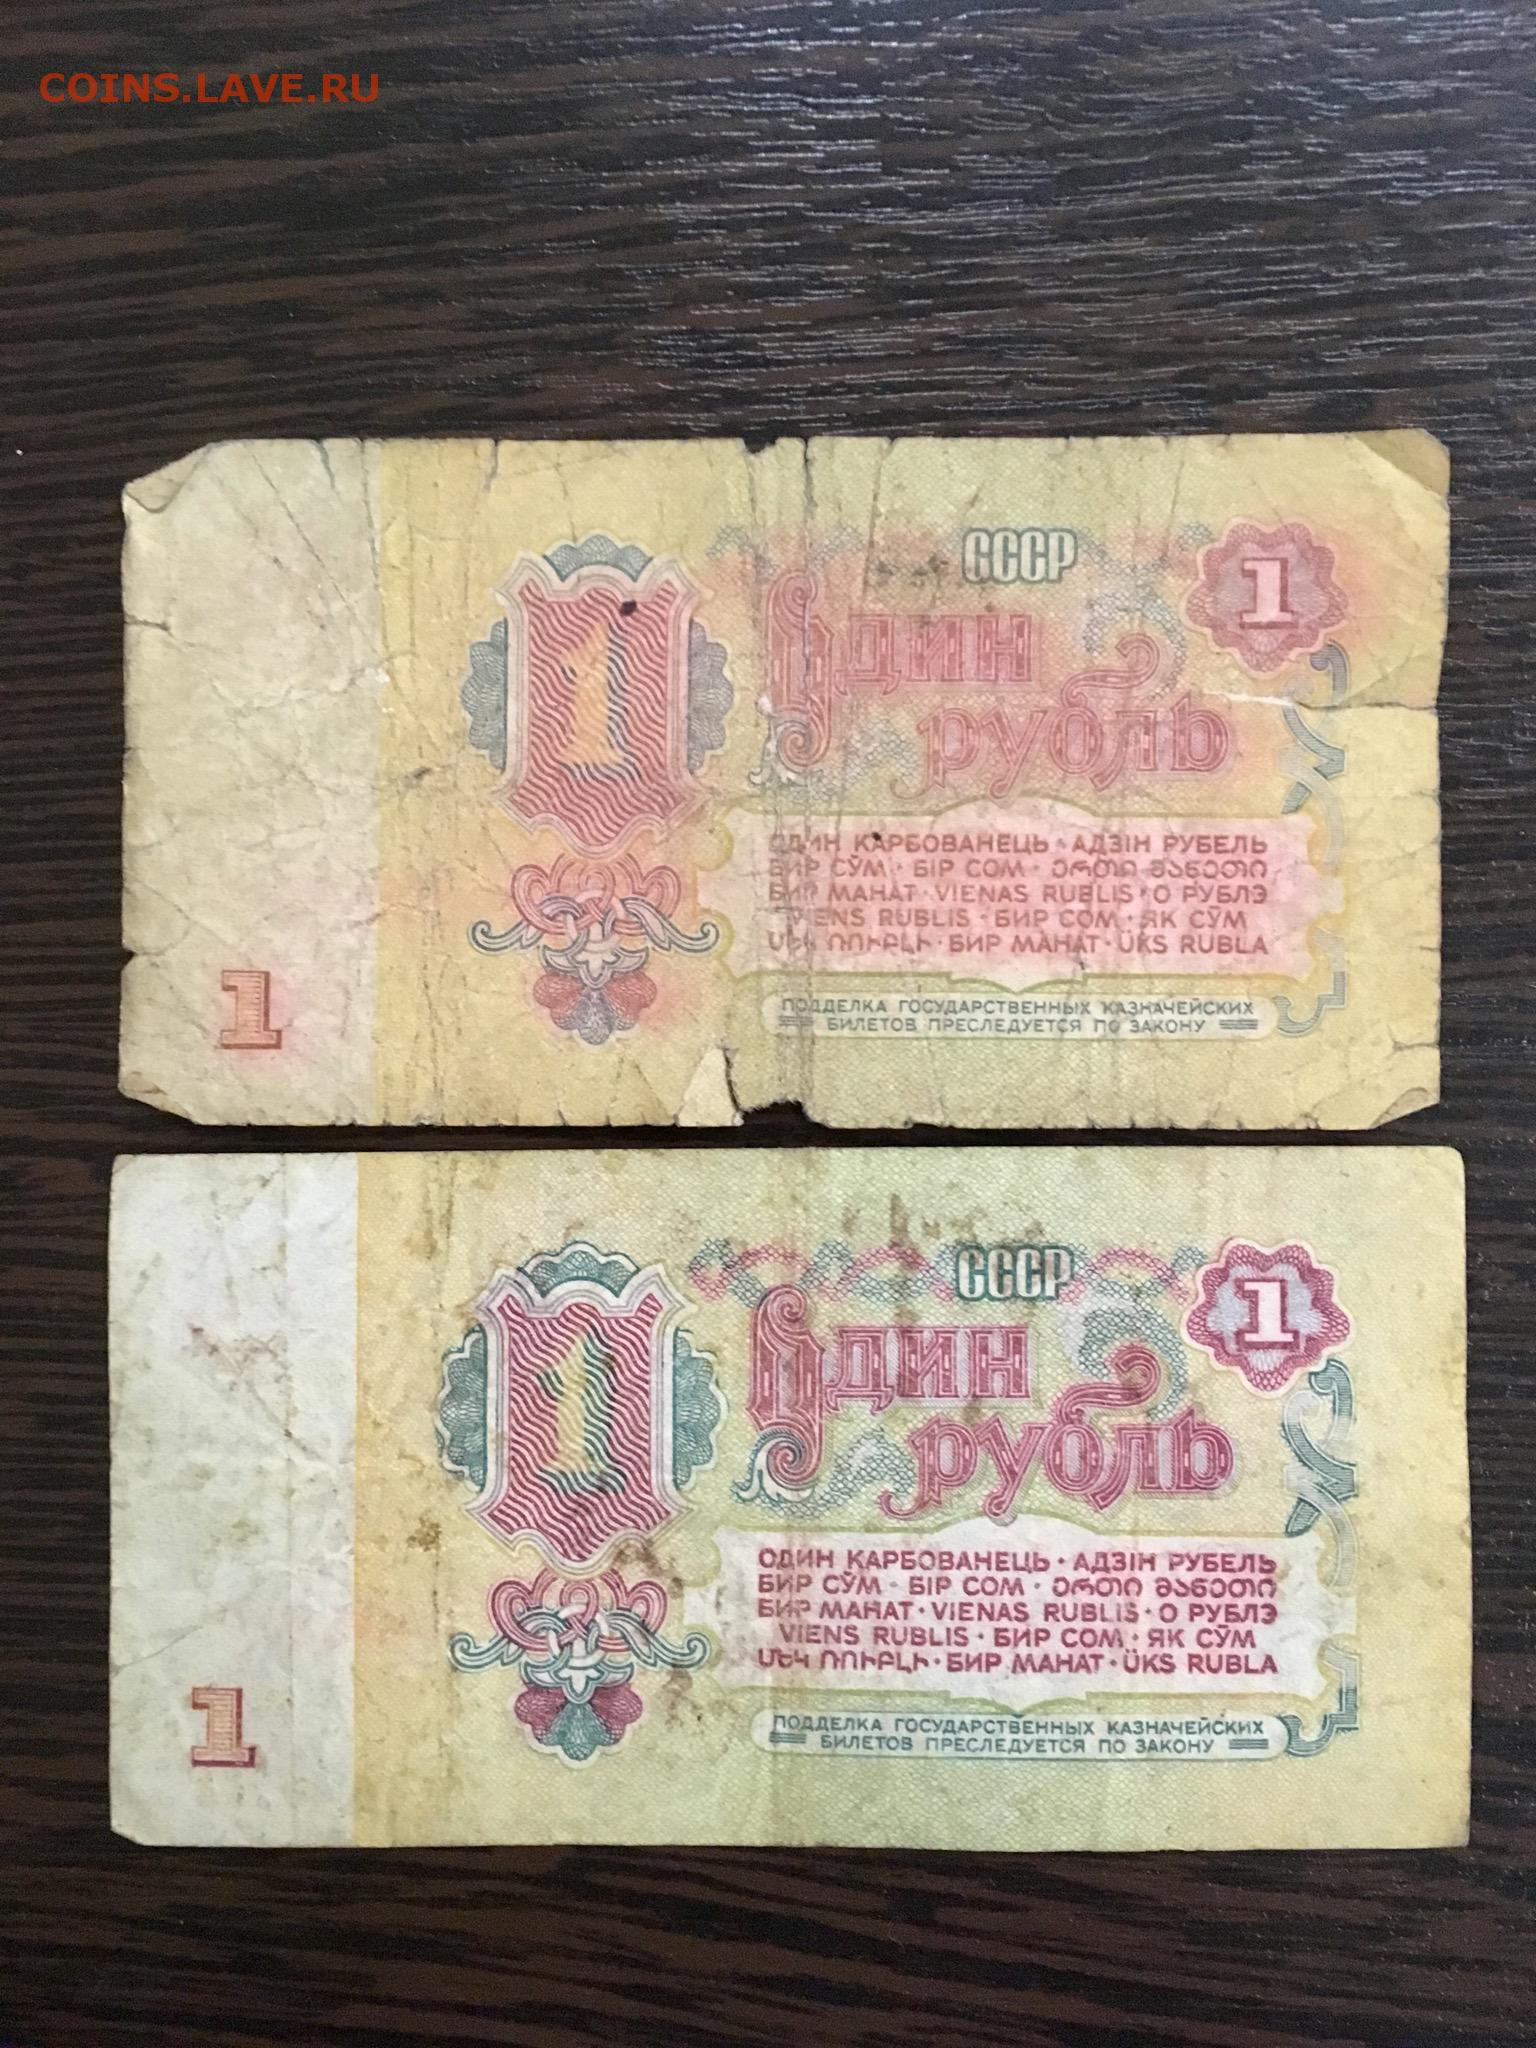 COINS.LAVE.RU
1
СССР
1
Один
рубль
ОДИН КАРБОВАНЕЦЬ · АДЗІН РУБЕЛЬ
БИР СЎМ · БІР СОМ · ერთი მანეთი
БИР МАНАТ · VIENAS RUBLIS · О РУБЛЭ
VIENS RUBLIS · БИР СОМ · ЯК СӮМ
ՄԵԿ ՌՈՒԲԼԻ · БИР МАНАТ · ÜKS RUBLA
1
ПОДДЕЛКА ГОСУДАРСТВЕННЫХ КАЗНАЧЕЙСКИХ
БИЛЕТОВ ПРЕСЛЕДУЕТСЯ ПО ЗАКОНУ
1
СССР
1
Один
рубль
ОДИН КАРБОВАНЕЦЬ · АДЗІН РУБЕЛЬ
БИР СЎМ · БІР СОМ · ერთი მანეთი
БИР МАНАТ · VIENAS RUBLIS · О РУБЛЭ
VIENS RUBLIS · БИР СОМ · ЯК СӮМ
ՄԵԿ ՌՈՒԲԼԻ · БИР МАНАТ · ÜKS RUBLA
1
ПОДДЕЛКА ГОСУДАРСТВЕННЫХ КАЗНАЧЕЙСКИХ
БИЛЕТОВ ПРЕСЛЕДУЕТСЯ ПО ЗАКОНУ